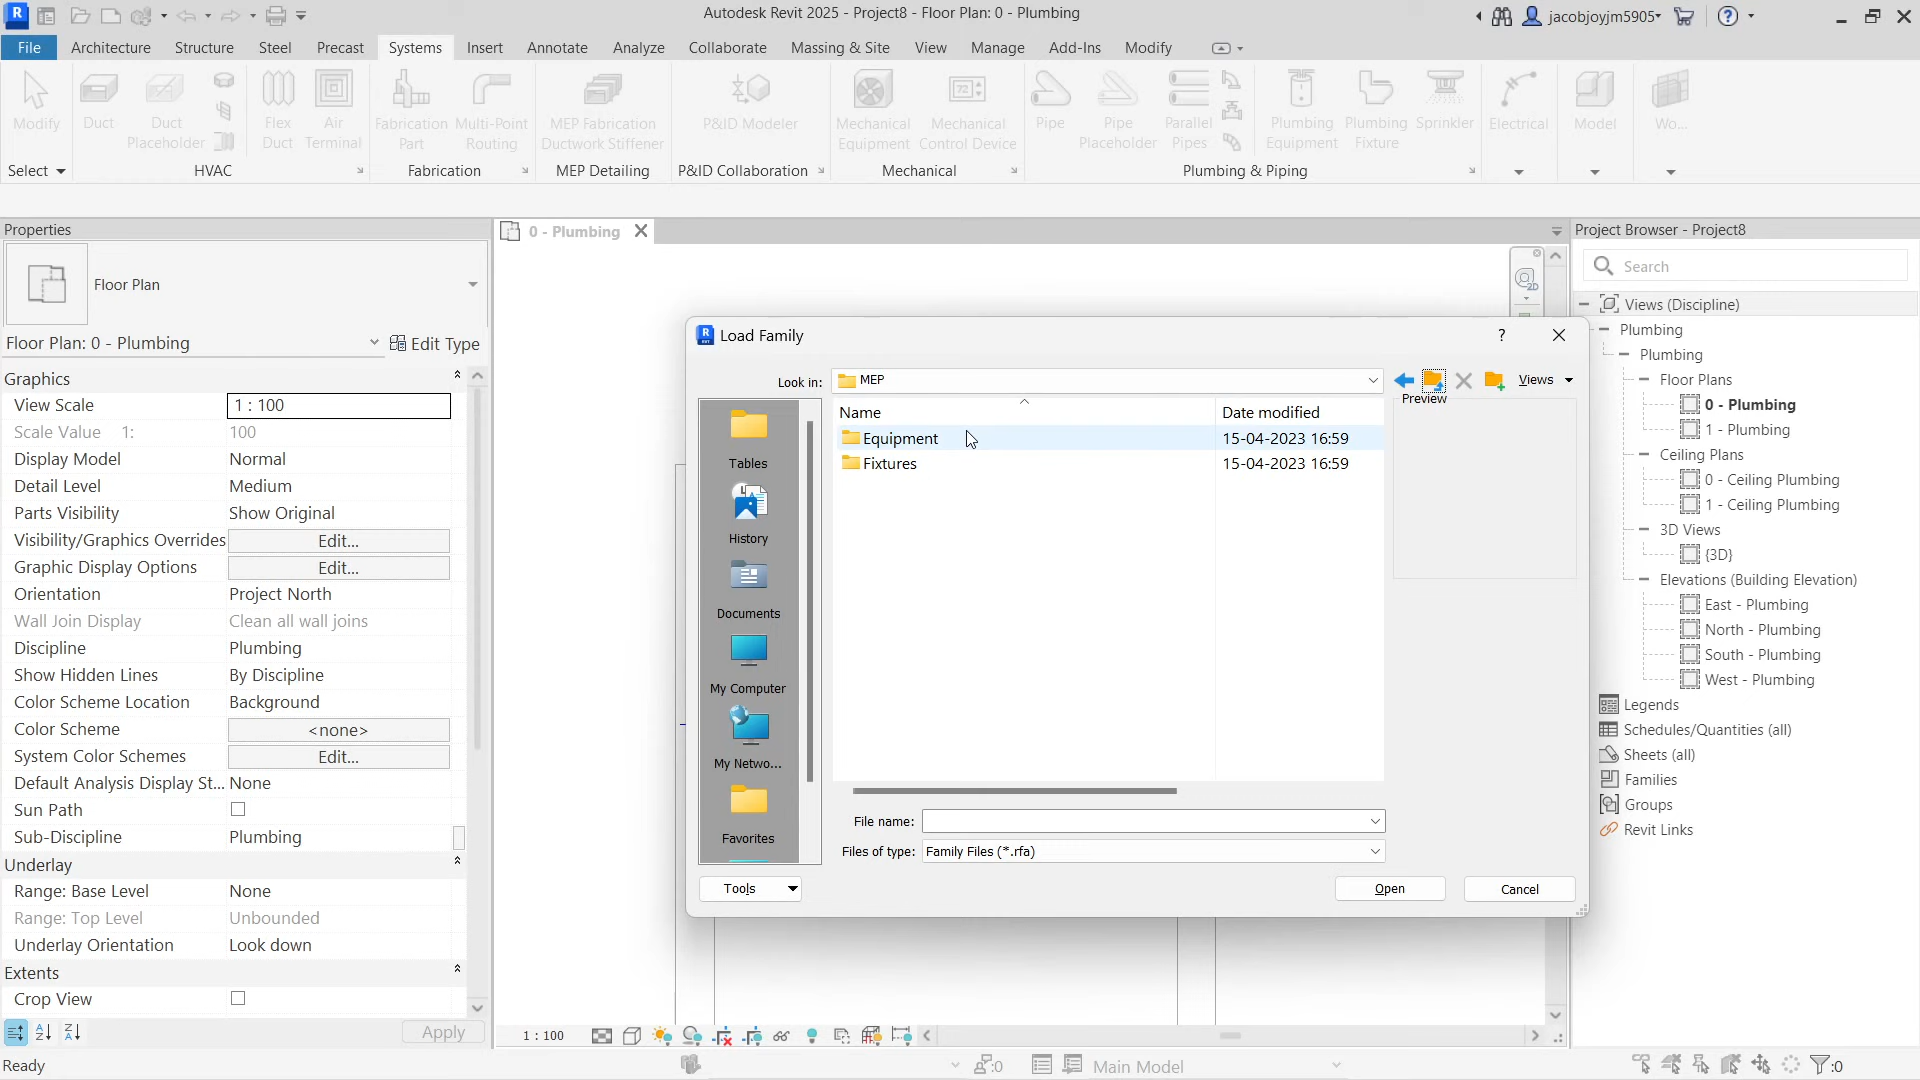 Autodesk Revit 2025 - Project8 - Floor Plan: 0 - Plumbing
jacobjoyjm5905
File Architecture Structure Steel Precast Systems Insert Annotate Analyze Collaborate Massing & Site View Manage Add-Ins Modify
Modify
Duct
Duct Placeholder
Flex Duct
Air Terminal
Fabrication Part
Multi-Point Routing
MEP Fabrication Ductwork Stiffener
P&ID Modeler
Mechanical Equipment
Mechanical Control Device
Pipe
Pipe Placeholder
Parallel Pipes
Plumbing Equipment
Plumbing Fixture
Sprinkler
Electrical
Model
Wo...
Select HVAC Fabrication MEP Detailing P&ID Collaboration Mechanical Plumbing & Piping
Properties
Floor Plan
Floor Plan: 0 - Plumbing Edit Type
Graphics
View Scale 1 : 100
Scale Value 1: 100
Display Model Normal
Detail Level Medium
Parts Visibility Show Original
Visibility/Graphics Overrides Edit...
Graphic Display Options Edit...
Orientation Project North
Wall Join Display Clean all wall joins
Discipline Plumbing
Show Hidden Lines By Discipline
Color Scheme Location Background
Color Scheme <none>
System Color Schemes Edit...
Default Analysis Display St... None
Sun Path
Sub-Discipline Plumbing
Underlay
Range: Base Level None
Range: Top Level Unbounded
Underlay Orientation Look down
Extents
Crop View
Apply
0 - Plumbing
2D
Load Family
Look in: MEP
Views
Preview
Name Date modified
Equipment 15-04-2023 16:59
Fixtures 15-04-2023 16:59
Tables
History
Documents
My Computer
My Netwo...
Favorites
File name:
Files of type: Family Files (*.rfa)
Tools Open Cancel
Project Browser - Project8
Search
Views (Discipline)
Plumbing
Plumbing
Floor Plans
0 - Plumbing
1 - Plumbing
Ceiling Plans
0 - Ceiling Plumbing
1 - Ceiling Plumbing
3D Views
{3D}
Elevations (Building Elevation)
East - Plumbing
North - Plumbing
South - Plumbing
West - Plumbing
Legends
Schedules/Quantities (all)
Sheets (all)
Families
Groups
Revit Links
1 : 100
Ready
:0
Main Model
:0